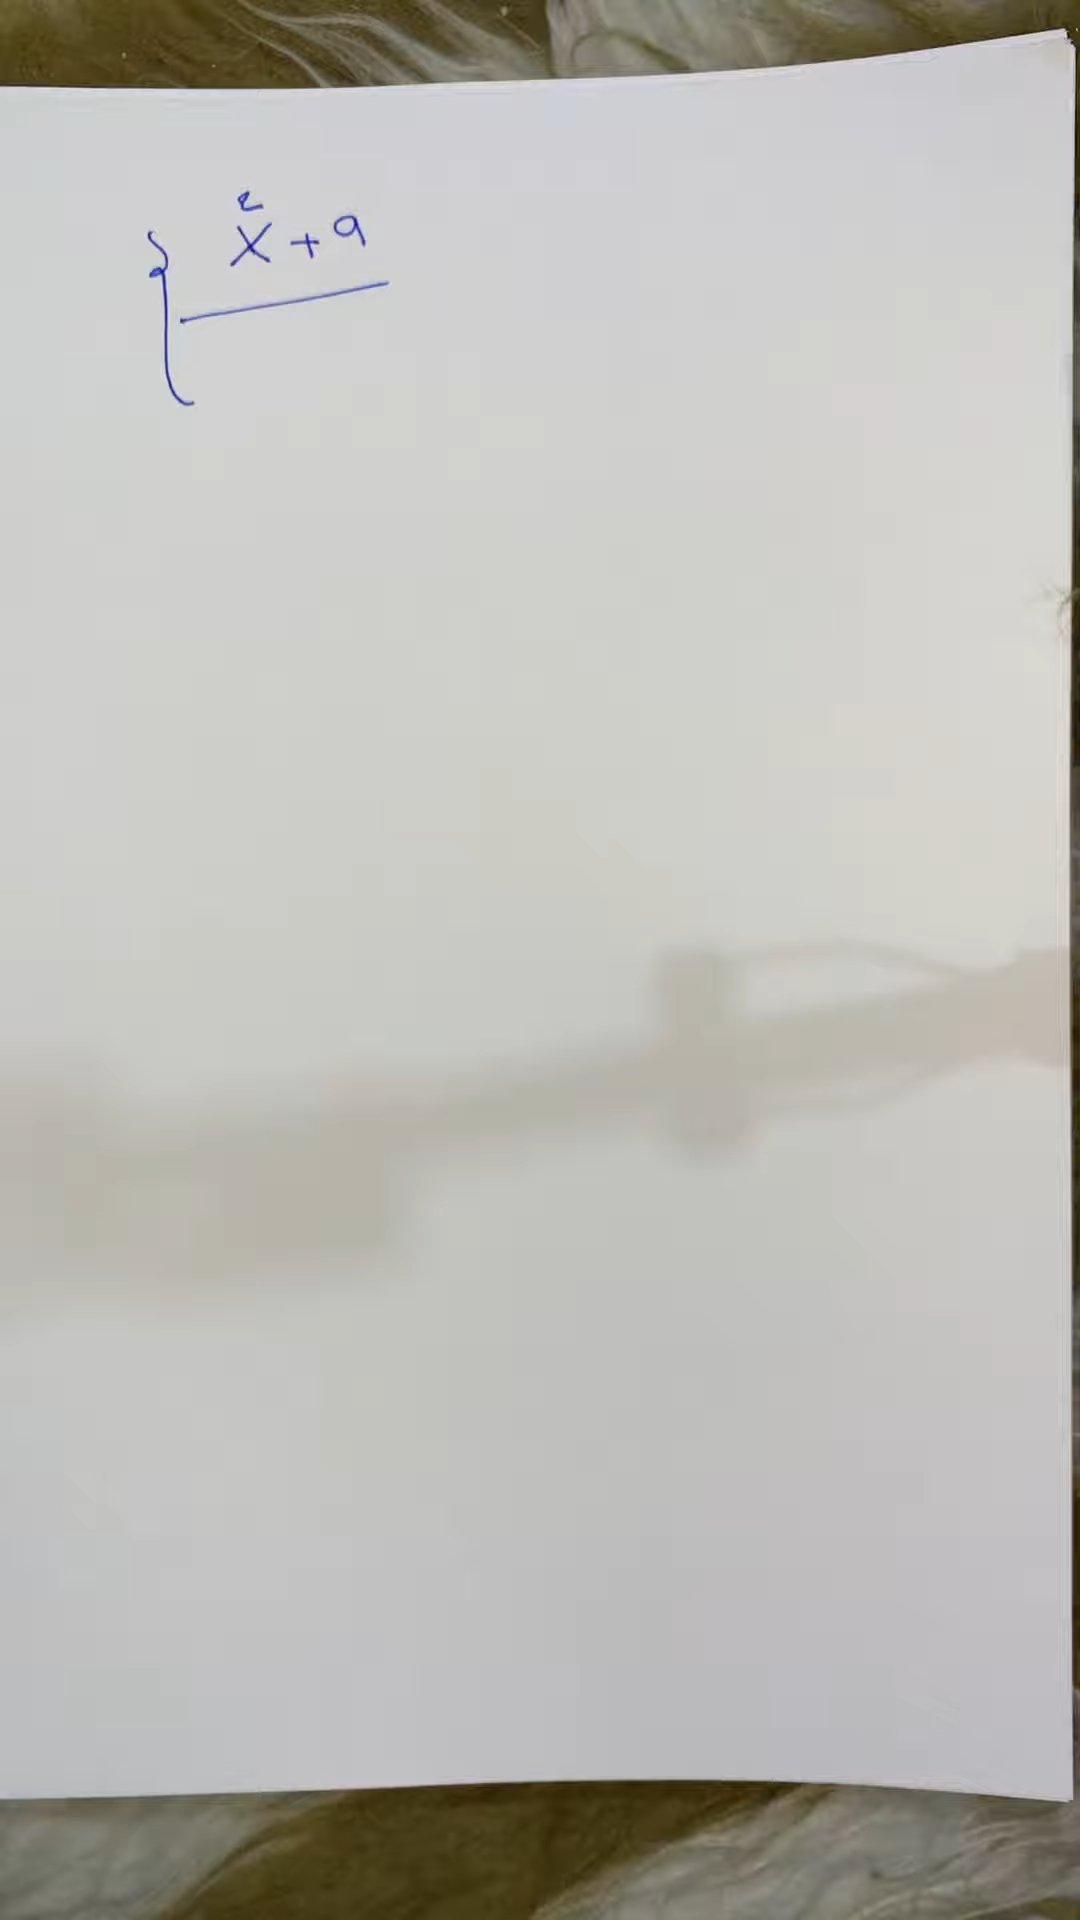 { x² + 9